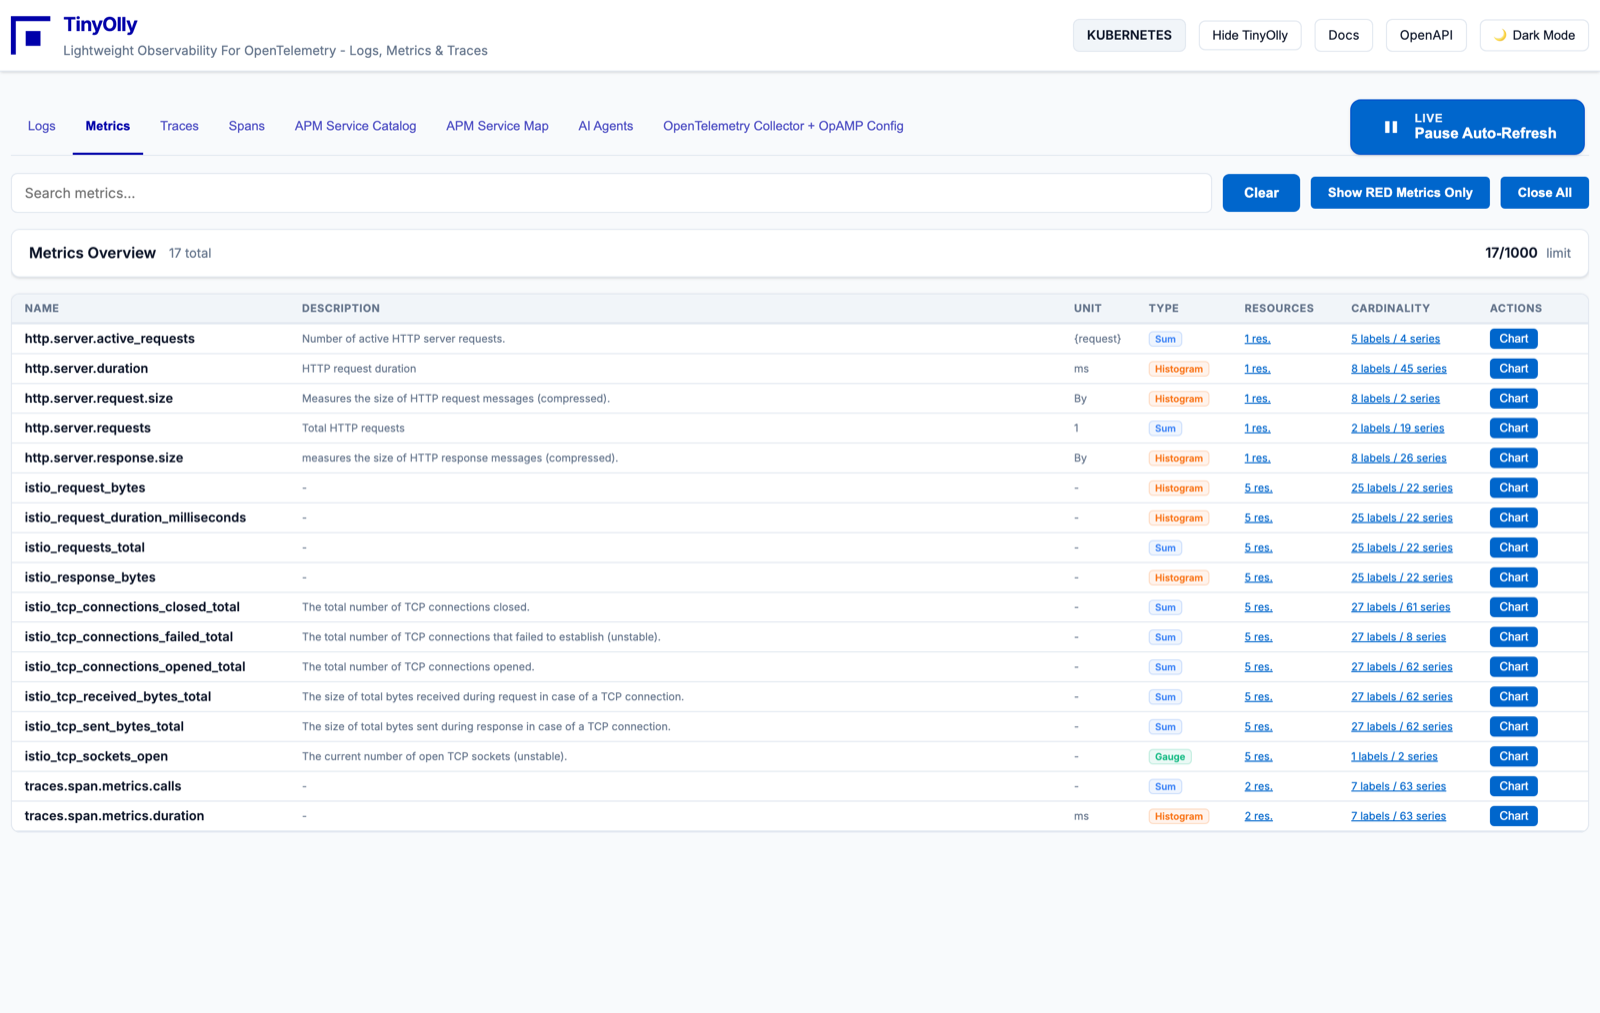 TinyOlly
Lightweight Observability For OpenTelemetry - Logs, Metrics & Traces
KUBERNETES
Hide TinyOlly
Docs
OpenAPI
🌙 Dark Mode
Logs
Metrics
Traces
Spans
APM Service Catalog
APM Service Map
AI Agents
OpenTelemetry Collector + OpAMP Config
LIVE
Pause Auto-Refresh
Search metrics...
Clear
Show RED Metrics Only
Close All
Metrics Overview 17 total
17/1000 limit
NAME DESCRIPTION UNIT TYPE RESOURCES CARDINALITY ACTIONS
http.server.active_requests Number of active HTTP server requests. {request} Sum 1 res. 5 labels / 4 series Chart
http.server.duration HTTP request duration ms Histogram 1 res. 8 labels / 45 series Chart
http.server.request.size Measures the size of HTTP request messages (compressed). By Histogram 1 res. 8 labels / 2 series Chart
http.server.requests Total HTTP requests 1 Sum 1 res. 2 labels / 19 series Chart
http.server.response.size measures the size of HTTP response messages (compressed). By Histogram 1 res. 8 labels / 26 series Chart
istio_request_bytes - - Histogram 5 res. 25 labels / 22 series Chart
istio_request_duration_milliseconds - - Histogram 5 res. 25 labels / 22 series Chart
istio_requests_total - - Sum 5 res. 25 labels / 22 series Chart
istio_response_bytes - - Histogram 5 res. 25 labels / 22 series Chart
istio_tcp_connections_closed_total The total number of TCP connections closed. - Sum 5 res. 27 labels / 61 series Chart
istio_tcp_connections_failed_total The total number of TCP connections that failed to establish (unstable). - Sum 5 res. 27 labels / 8 series Chart
istio_tcp_connections_opened_total The total number of TCP connections opened. - Sum 5 res. 27 labels / 62 series Chart
istio_tcp_received_bytes_total The size of total bytes received during request in case of a TCP connection. - Sum 5 res. 27 labels / 62 series Chart
istio_tcp_sent_bytes_total The size of total bytes sent during response in case of a TCP connection. - Sum 5 res. 27 labels / 62 series Chart
istio_tcp_sockets_open The current number of open TCP sockets (unstable). - Gauge 5 res. 1 labels / 2 series Chart
traces.span.metrics.calls - - Sum 2 res. 7 labels / 63 series Chart
traces.span.metrics.duration - ms Histogram 2 res. 7 labels / 63 series Chart